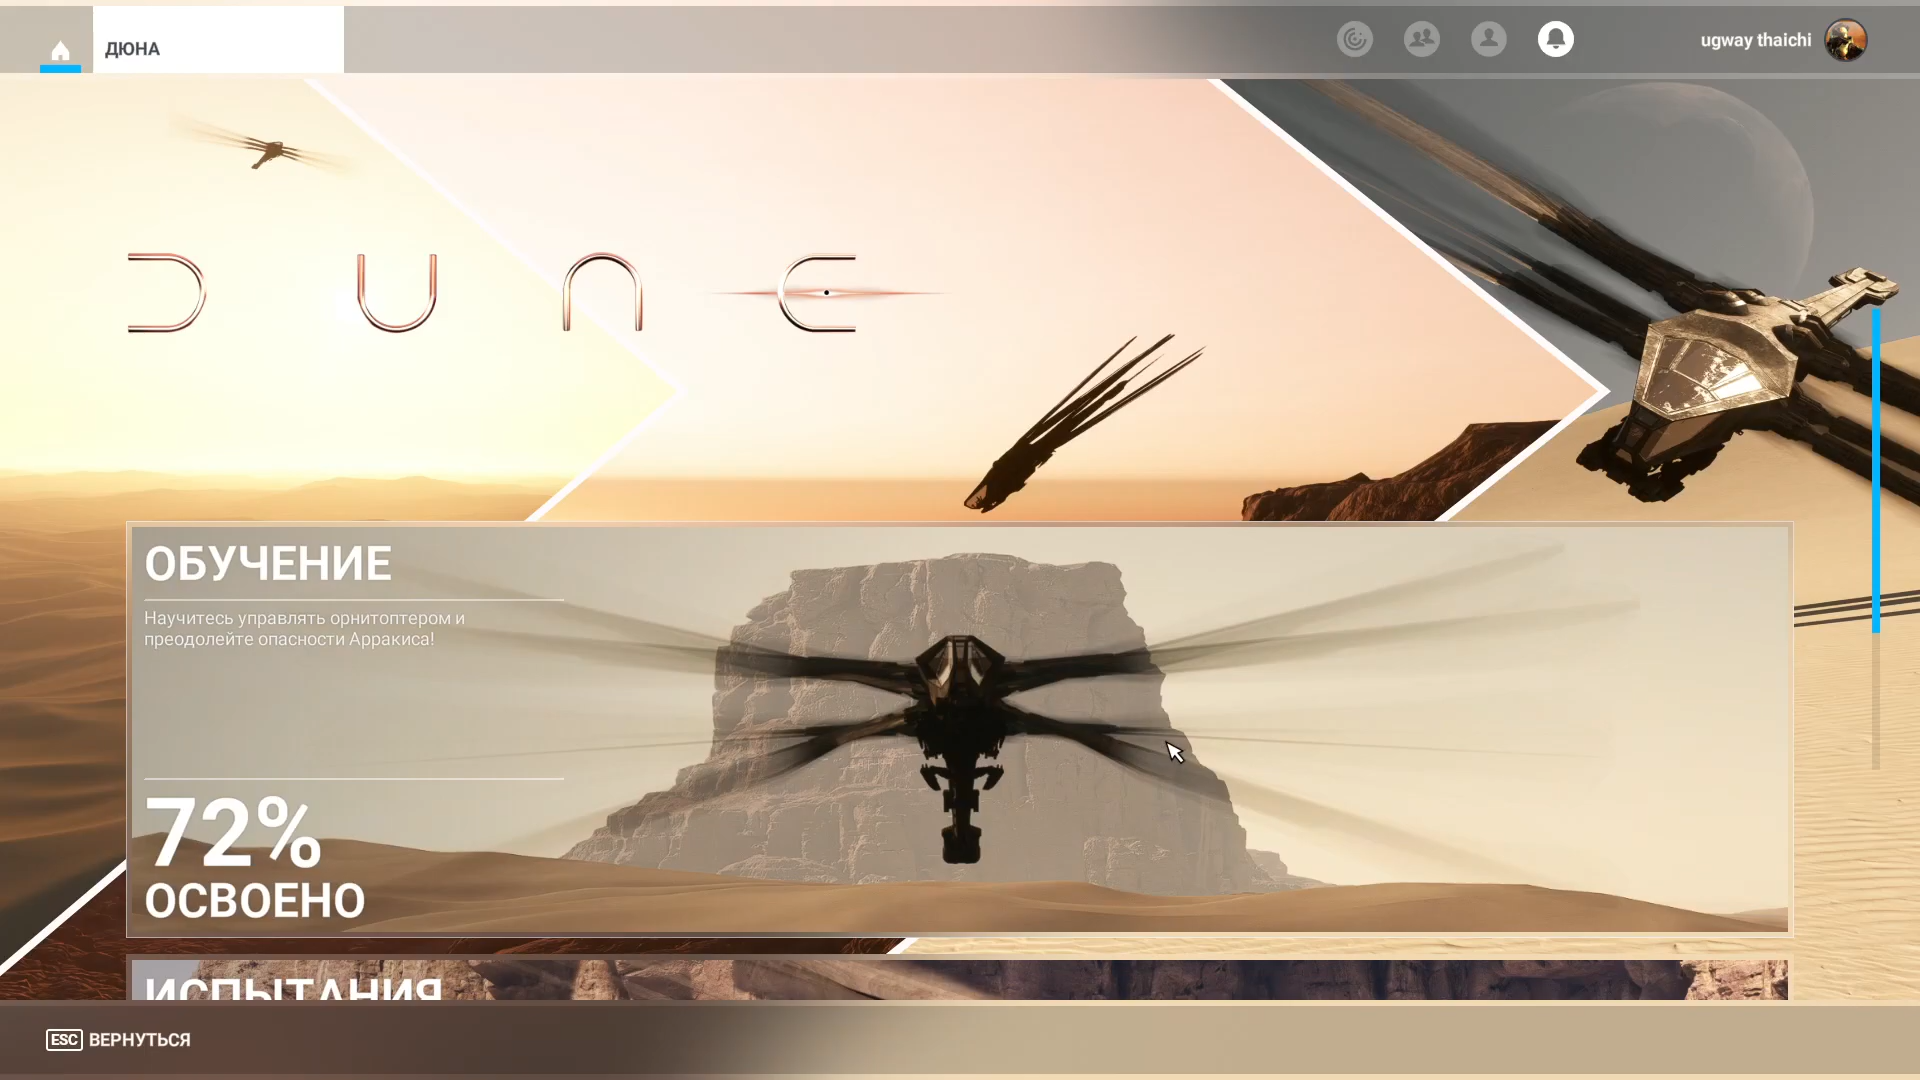 ДЮНА
ugway thaichi
DUNE
ОБУЧЕНИЕ
Научитесь управлять орнитоптером и
преодолейте опасности Арракиса!
72%
ОСВОЕНО
ИСПЫТАНИЯ
ESC ВЕРНУТЬСЯ